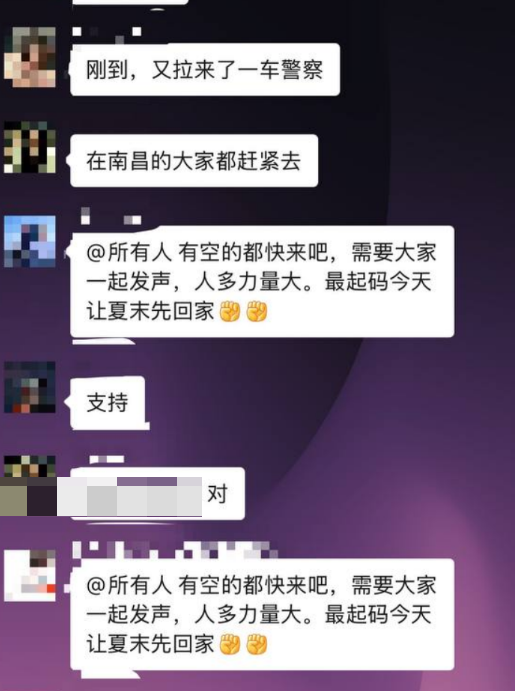 刚到，又拉来了一车警察
在南昌的大家都赶紧去
@所有人 有空的都快来吧，需要大家
一起发声，人多力量大。最起码今天
让夏末先回家✊✊
支持
对
@所有人 有空的都快来吧，需要大家
一起发声，人多力量大。最起码今天
让夏末先回家✊✊